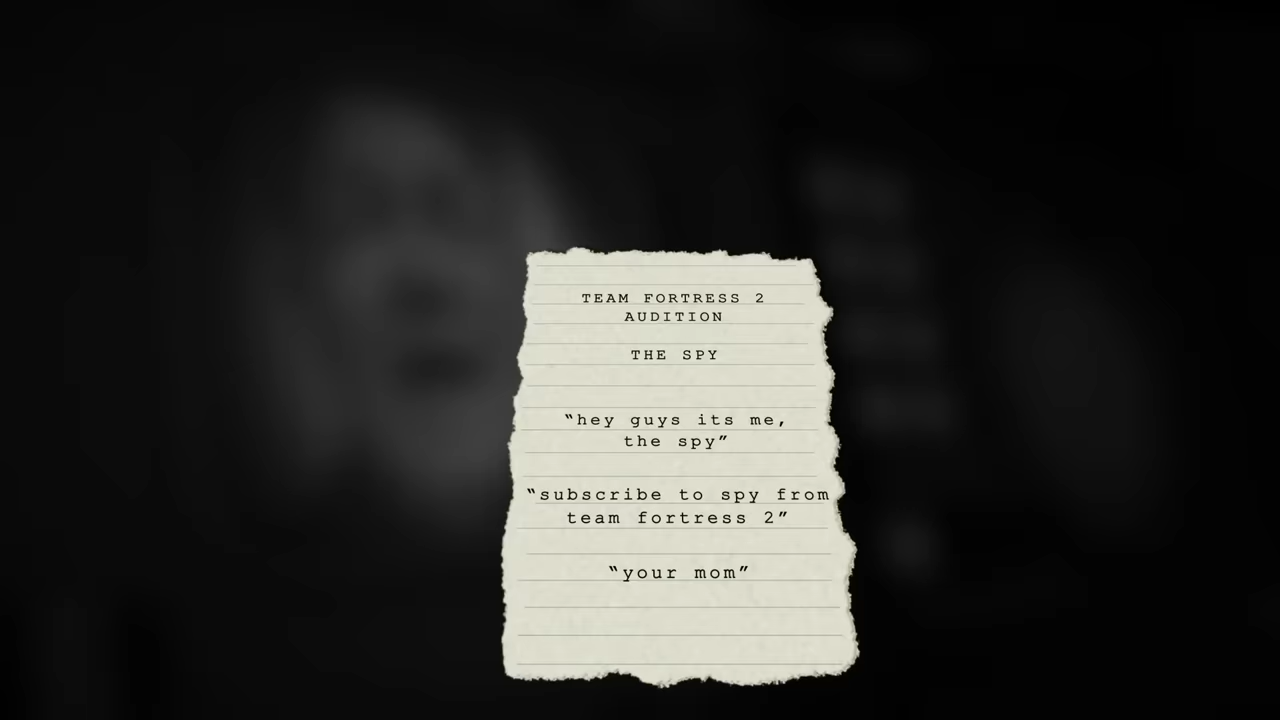 TEAM FORTRESS 2
AUDITION
THE SPY
“hey guys its me,
the spy”
“subscribe to spy from
team fortress 2”
“your mom”